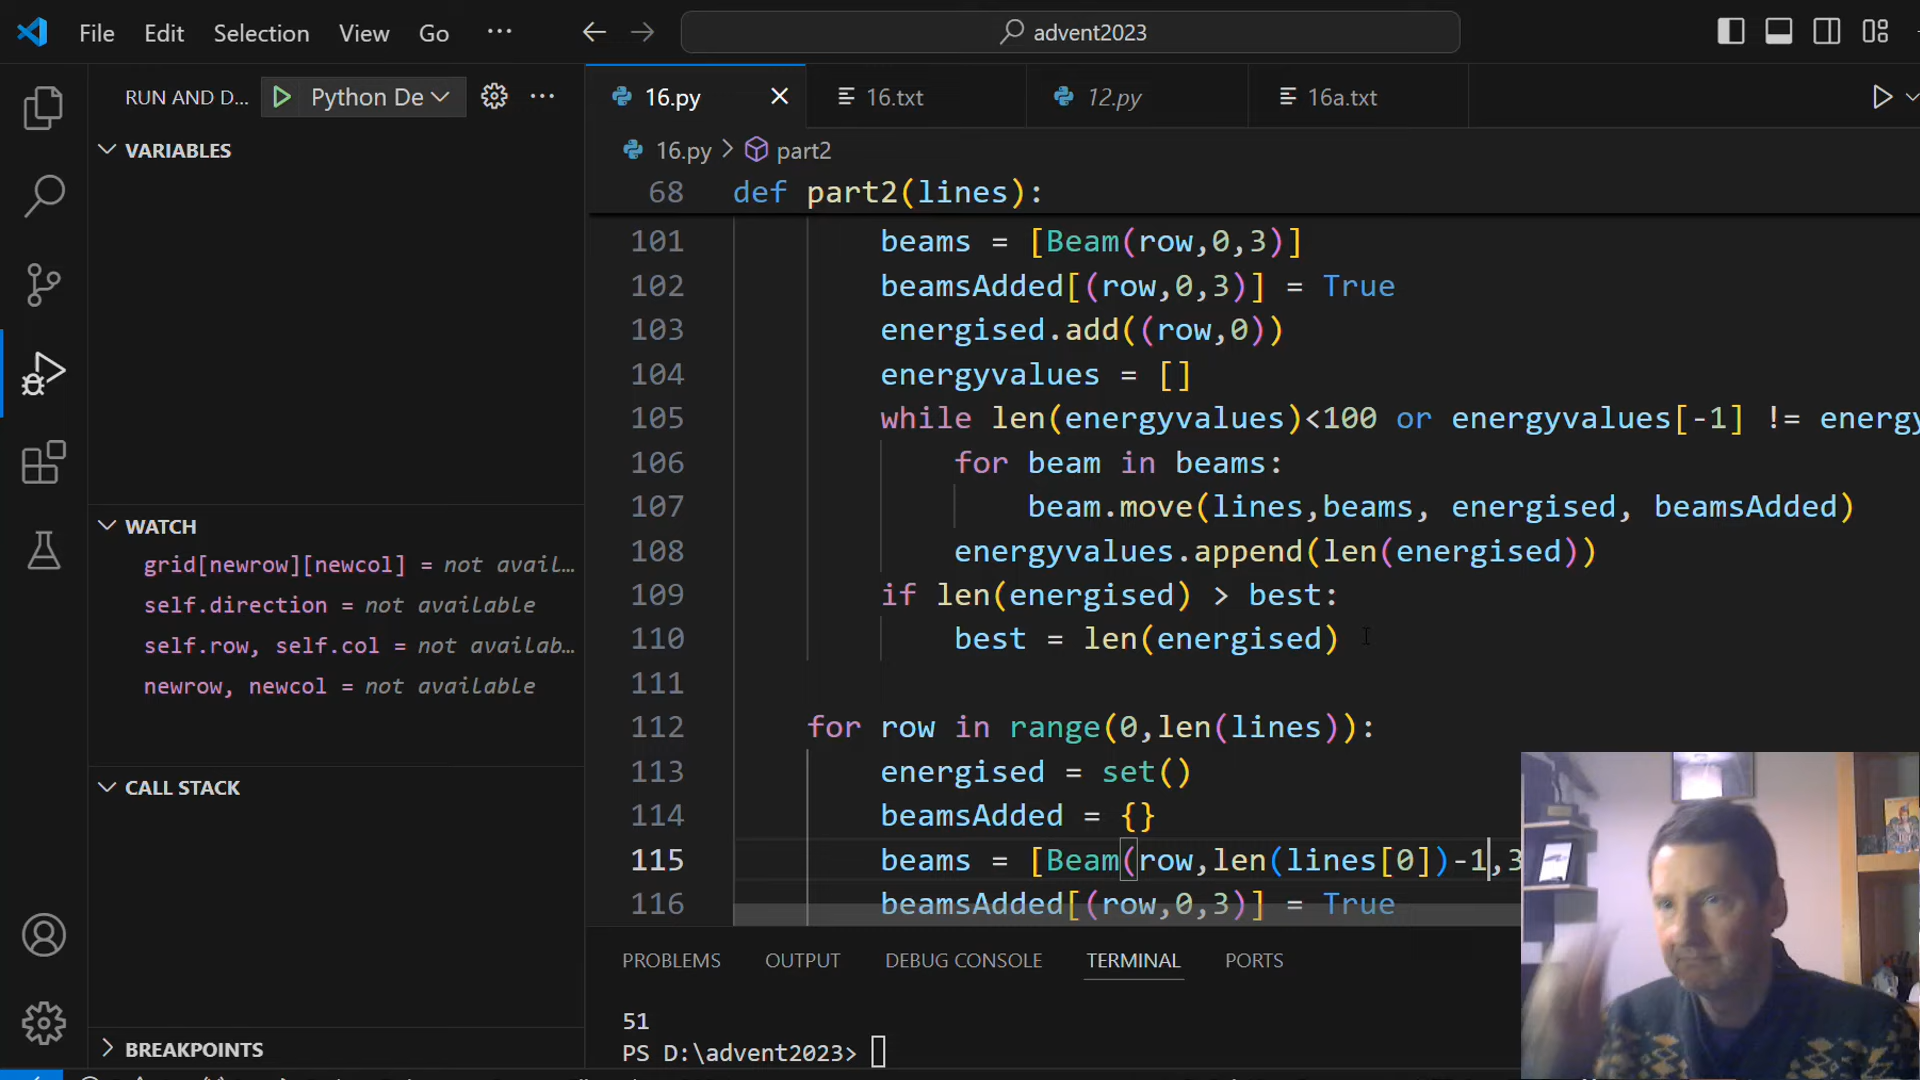 File Edit Selection View Go ··· advent2023
RUN AND D... Python De ···
16.py 16.txt 12.py 16a.txt
VARIABLES
16.py > part2
68 def part2(lines):
101 beams = [Beam(row,0,3)]
102 beamsAdded[(row,0,3)] = True
103 energised.add((row,0))
104 energyvalues = []
105 while len(energyvalues)<100 or energyvalues[-1] != energy
106 for beam in beams:
107 beam.move(lines,beams, energised, beamsAdded)
108 energyvalues.append(len(energised))
109 if len(energised) > best:
110 best = len(energised)
111
112 for row in range(0,len(lines)):
113 energised = set()
114 beamsAdded = {}
115 beams = [Beam(row,len(lines[0])-1,3
116 beamsAdded[(row,0,3)] = True
WATCH
grid[newrow][newcol] = not avail...
self.direction = not available
self.row, self.col = not availab...
newrow, newcol = not available
CALL STACK
BREAKPOINTS
PROBLEMS OUTPUT DEBUG CONSOLE TERMINAL PORTS
51
PS D:\advent2023>